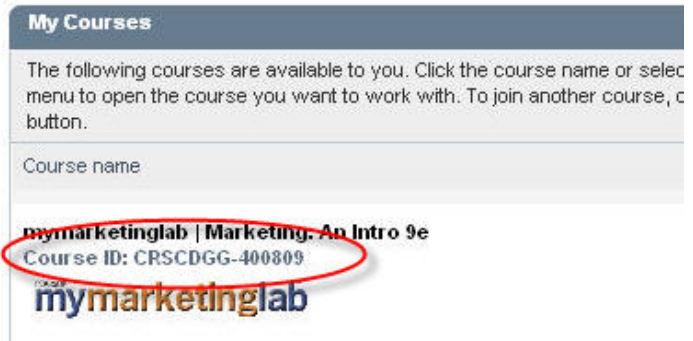 My Courses
The following courses are available to you. Click the course name or
menu to open the course you want to work with. To join another course,
button.
Course name
mymarketinglab | Marketing: An Intro 9e
Course ID: CRSCDGG-400809
mymarketinglab